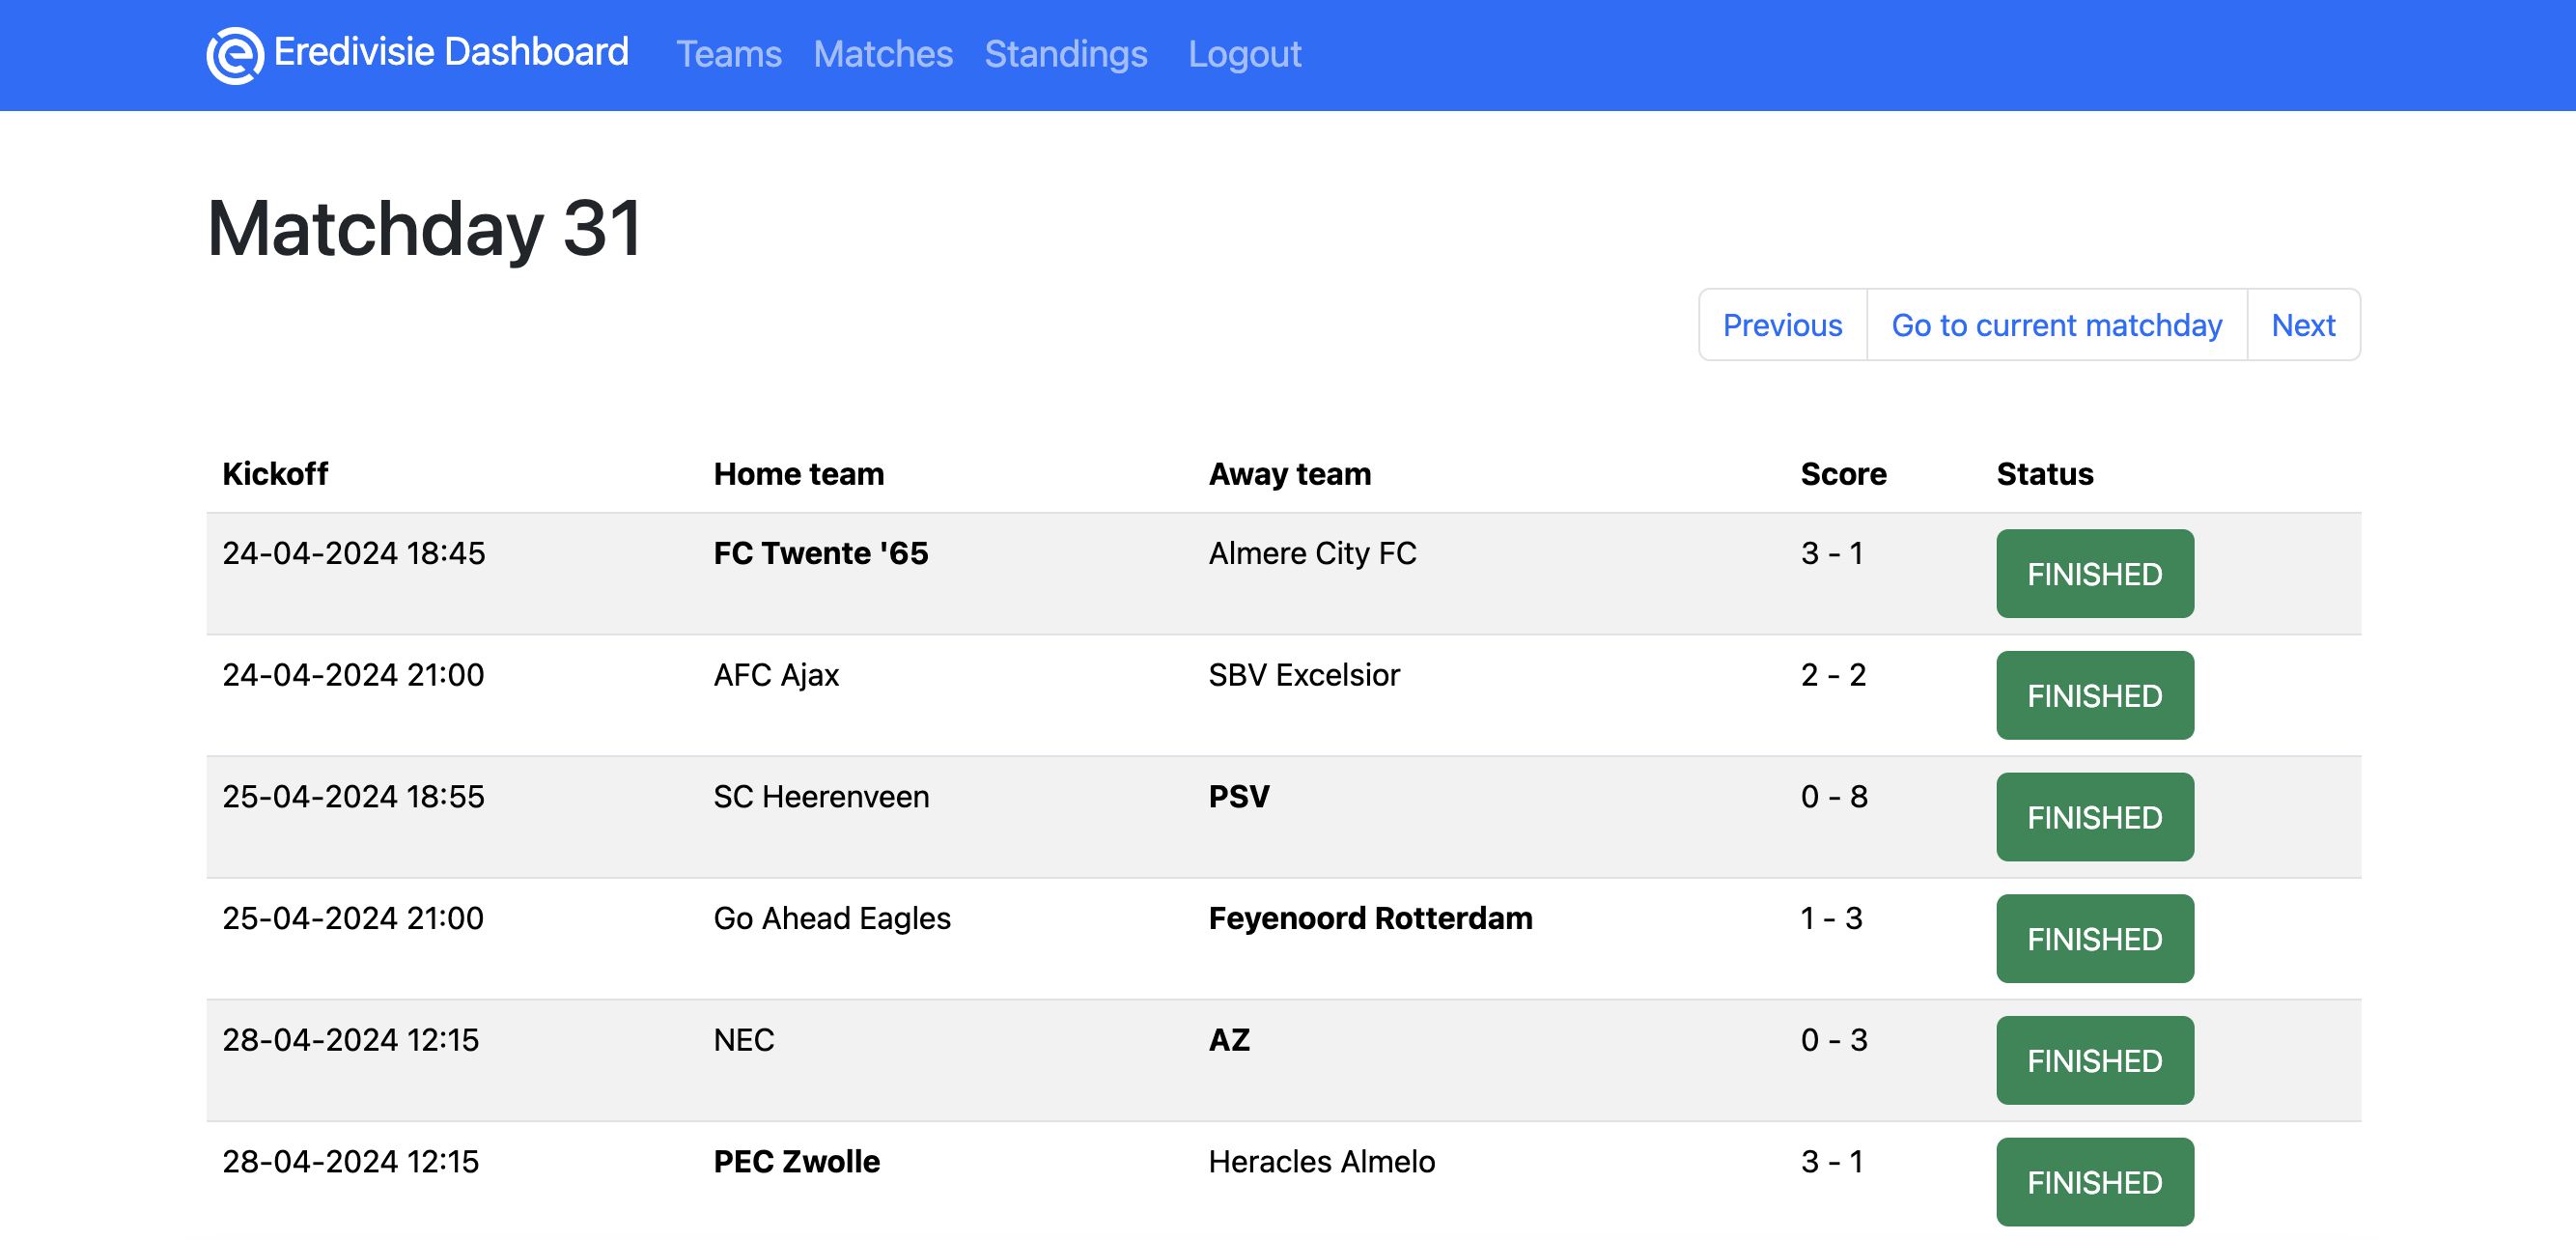 Eredivisie Dashboard Teams Matches Standings Logout
Matchday 31
Previous Go to current matchday Next
Kickoff Home team Away team Score Status
24-04-2024 18:45 FC Twente '65 Almere City FC 3 - 1 FINISHED
24-04-2024 21:00 AFC Ajax SBV Excelsior 2 - 2 FINISHED
25-04-2024 18:55 SC Heerenveen PSV 0 - 8 FINISHED
25-04-2024 21:00 Go Ahead Eagles Feyenoord Rotterdam 1 - 3 FINISHED
28-04-2024 12:15 NEC AZ 0 - 3 FINISHED
28-04-2024 12:15 PEC Zwolle Heracles Almelo 3 - 1 FINISHED